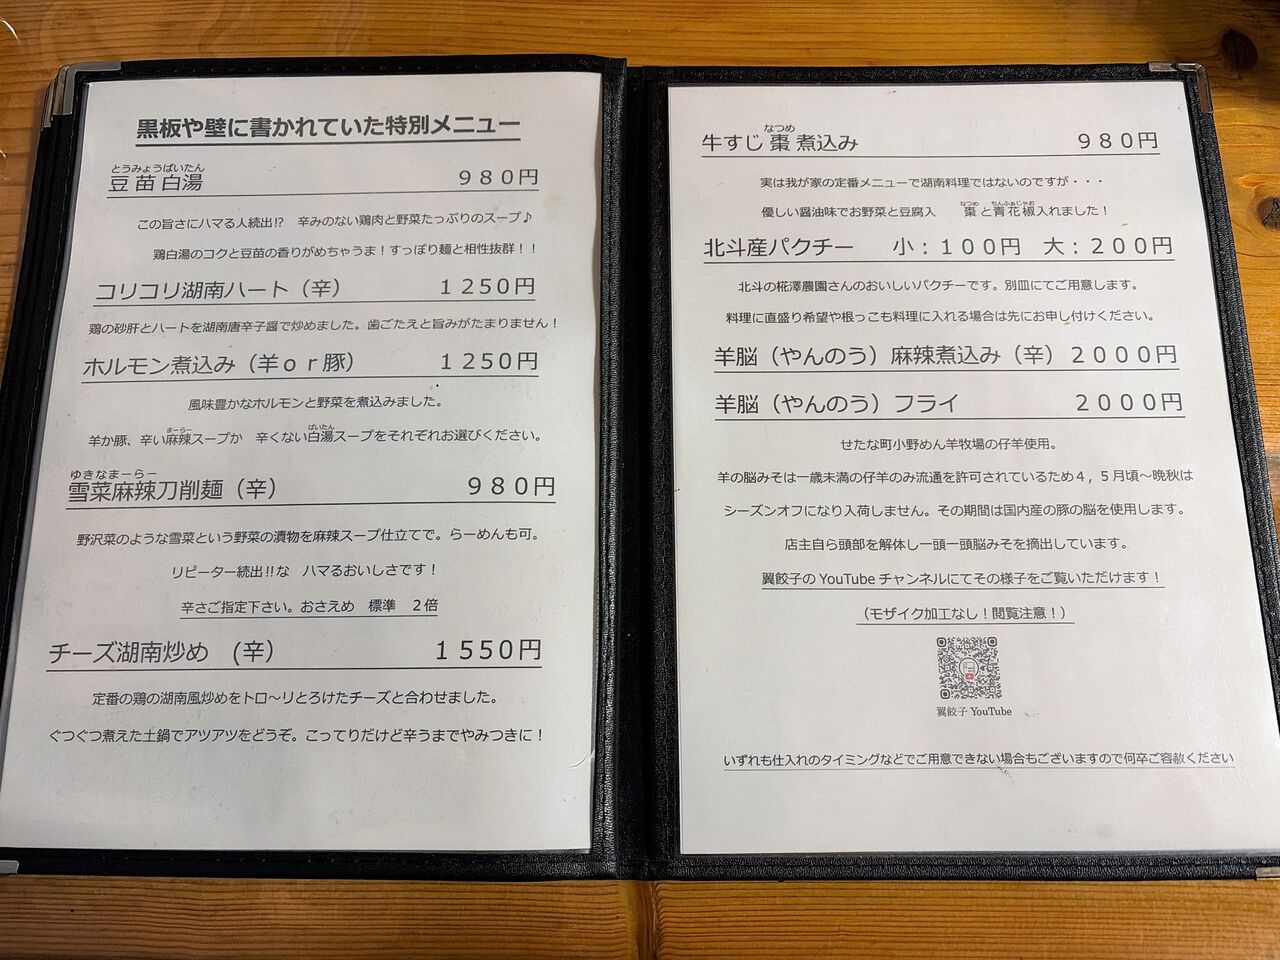 黒板や壁に書かれていた特別メニュー
とうみょうぱいたん
豆苗白湯 980円
この旨さにハマる人続出!? 辛みのない鶏肉と野菜たっぷりのスープ♪
鶏白湯のコクと豆苗の香りがめちゃうま！すっぽり麺と相性抜群！！
コリコリ湖南ハート（辛） 1250円
鶏の砂肝とハートを湖南唐辛子醤で炒めました。歯ごたえと旨みがたまりません！
ホルモン煮込み（羊or豚） 1250円
風味豊かなホルモンと野菜を煮込みました。
まーらー ぱいたん
羊か豚、辛い麻辣スープか 辛くない白湯スープをそれぞれお選びください。
ゆきなまーらー
雪菜麻辣刀削麺（辛） 980円
野沢菜のような雪菜という野菜の漬物を麻辣スープ仕立てで。らーめんも可。
リピーター続出!!な ハマるおいしさです！
辛さご指定下さい。おさえめ 標準 2倍
チーズ湖南炒め （辛） 1550円
定番の鶏の湖南風炒めをトロ～リとろけたチーズと合わせました。
ぐつぐつ煮えた土鍋でアツアツをどうぞ。こってりだけど辛うまでやみつきに！
なつめ
牛すじ棗煮込み 980円
実は我が家の定番メニューで湖南料理ではないのですが・・・
なつめ ちんふぁじゃお
優しい醤油味でお野菜と豆腐入 棗と青花椒入れました！
北斗産パクチー 小：100円 大：200円
北斗の椛澤農園さんのおいしいパクチーです。別皿にてご用意します。
料理に直盛り希望や根っこも料理に入れる場合は先にお申し付けください。
羊脳（やんのう）麻辣煮込み（辛）2000円
羊脳（やんのう）フライ 2000円
せたな町小野めん羊牧場の仔羊使用。
羊の脳みそは一歳未満の仔羊のみ流通を許可されているため4，5月頃～晩秋は
シーズンオフになり入荷しません。その期間は国内産の豚の脳を使用します。
店主自ら頭部を解体し一頭一頭脳みそを摘出しています。
翼餃子のYouTubeチャンネルにてその様子をご覧いただけます！
（モザイク加工なし！閲覧注意！）
翼餃子 YouTube
いずれも仕入れのタイミングなどでご用意できない場合もございますので何卒ご容赦ください